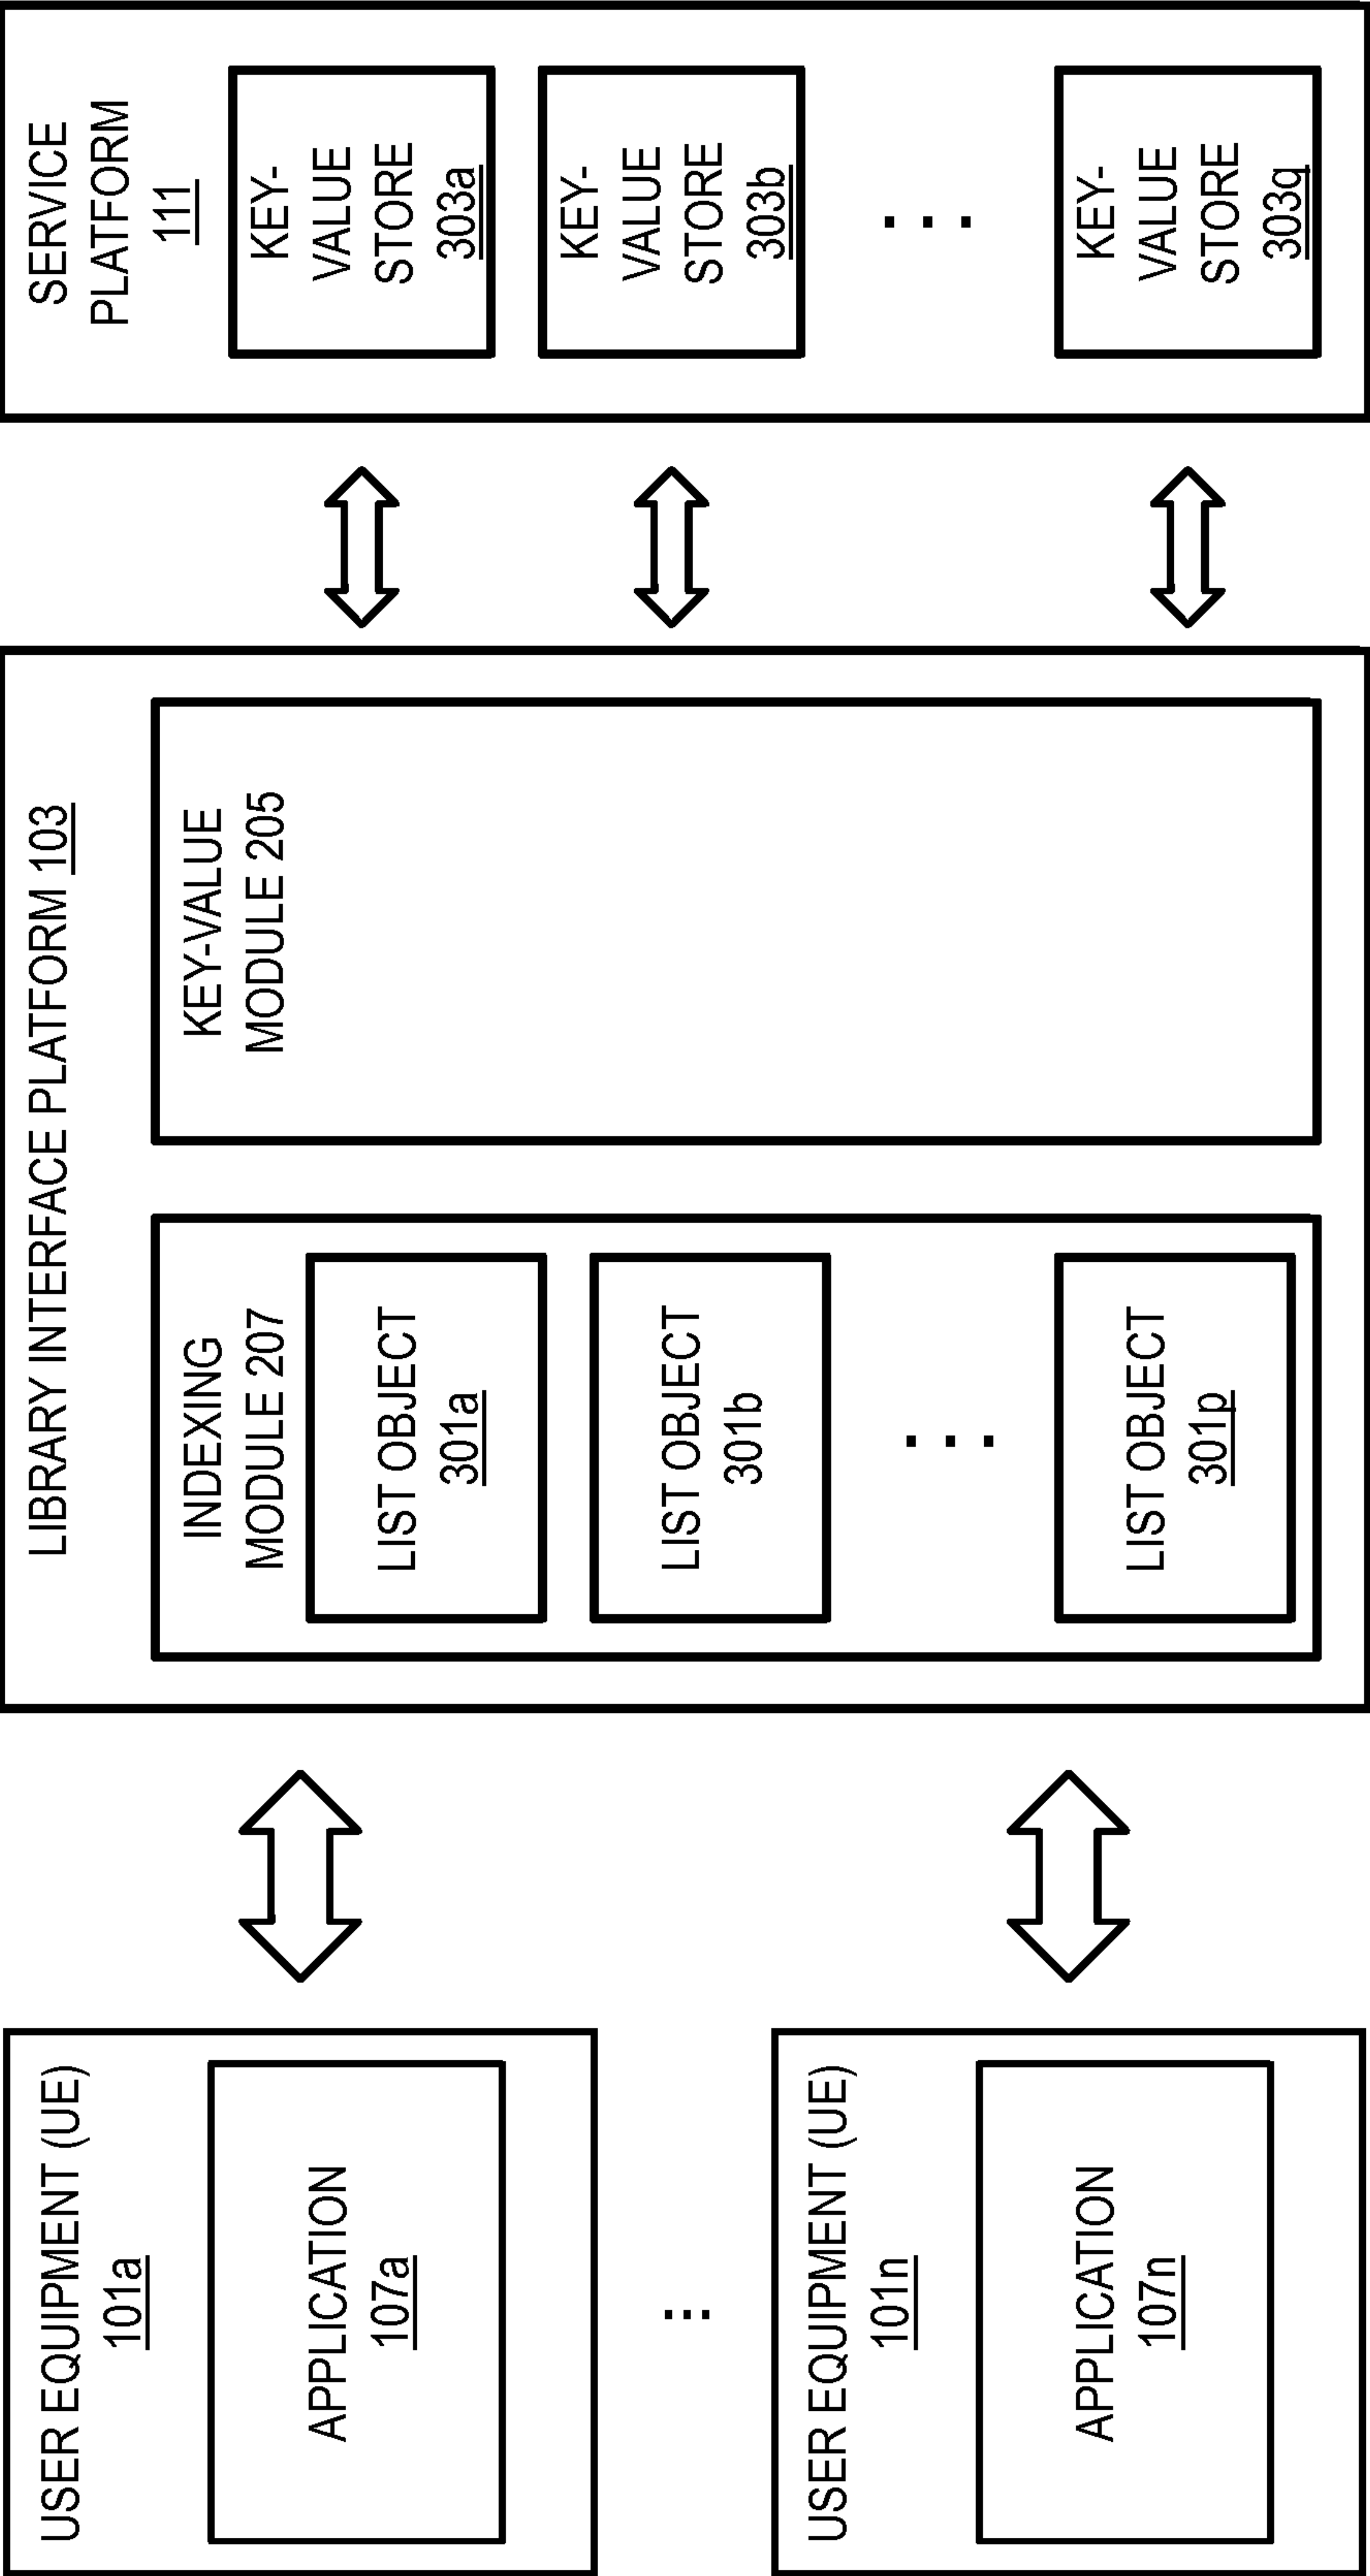 USER EQUIPMENT (UE)
101a
APPLICATION
107a
...
USER EQUIPMENT (UE)
101n
APPLICATION
107n
LIBRARY INTERFACE PLATFORM 103
INDEXING
MODULE 207
LIST OBJECT
301a
LIST OBJECT
301b
...
LIST OBJECT
301p
KEY-VALUE
MODULE 205
SERVICE
PLATFORM
111
KEY-
VALUE
STORE
303a
KEY-
VALUE
STORE
303b
...
KEY-
VALUE
STORE
303q